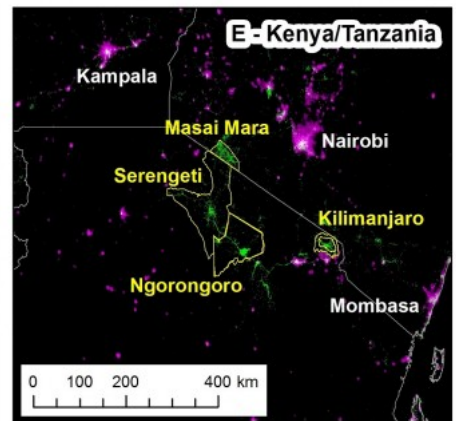 E - Kenya/Tanzania
Kampala
Masai Mara
Nairobi
Serengeti
Kilimanjaro
Ngorongoro
Mombasa
0 100 200 400 km